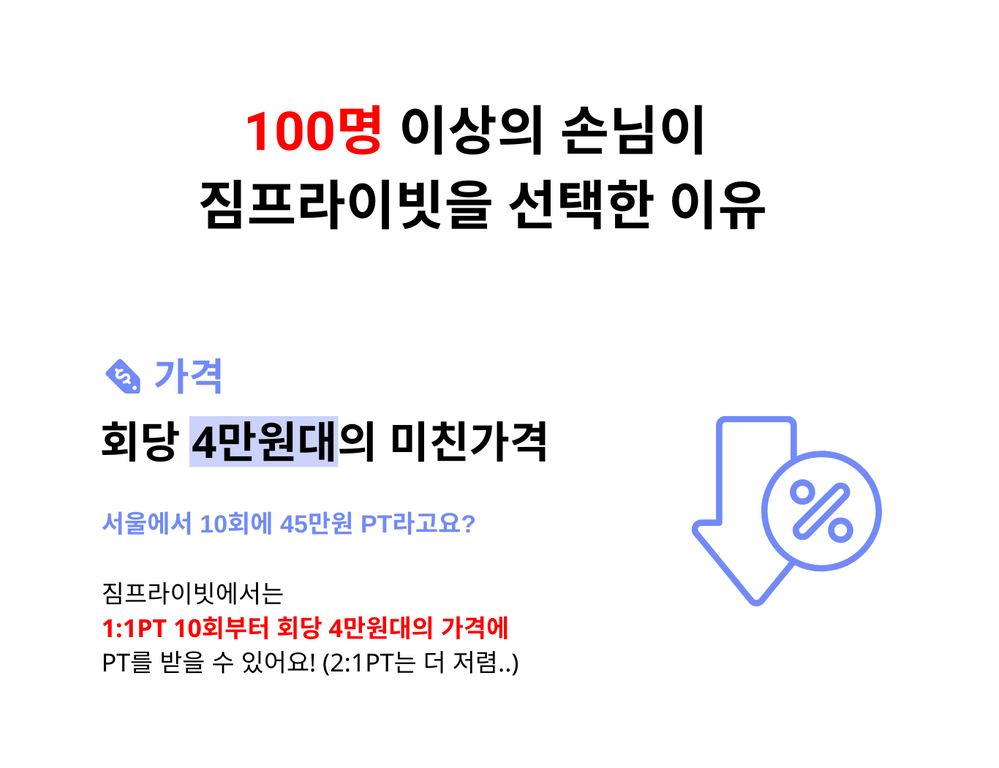 100명 이상의 손님이
짐프라이빗을 선택한 이유
가격
회당 4만원대의 미친가격
서울에서 10회에 45만원 PT라고요?
짐프라이빗에서는
1:1PT 10회부터 회당 4만원대의 가격에
PT를 받을 수 있어요! (2:1PT는 더 저렴..)